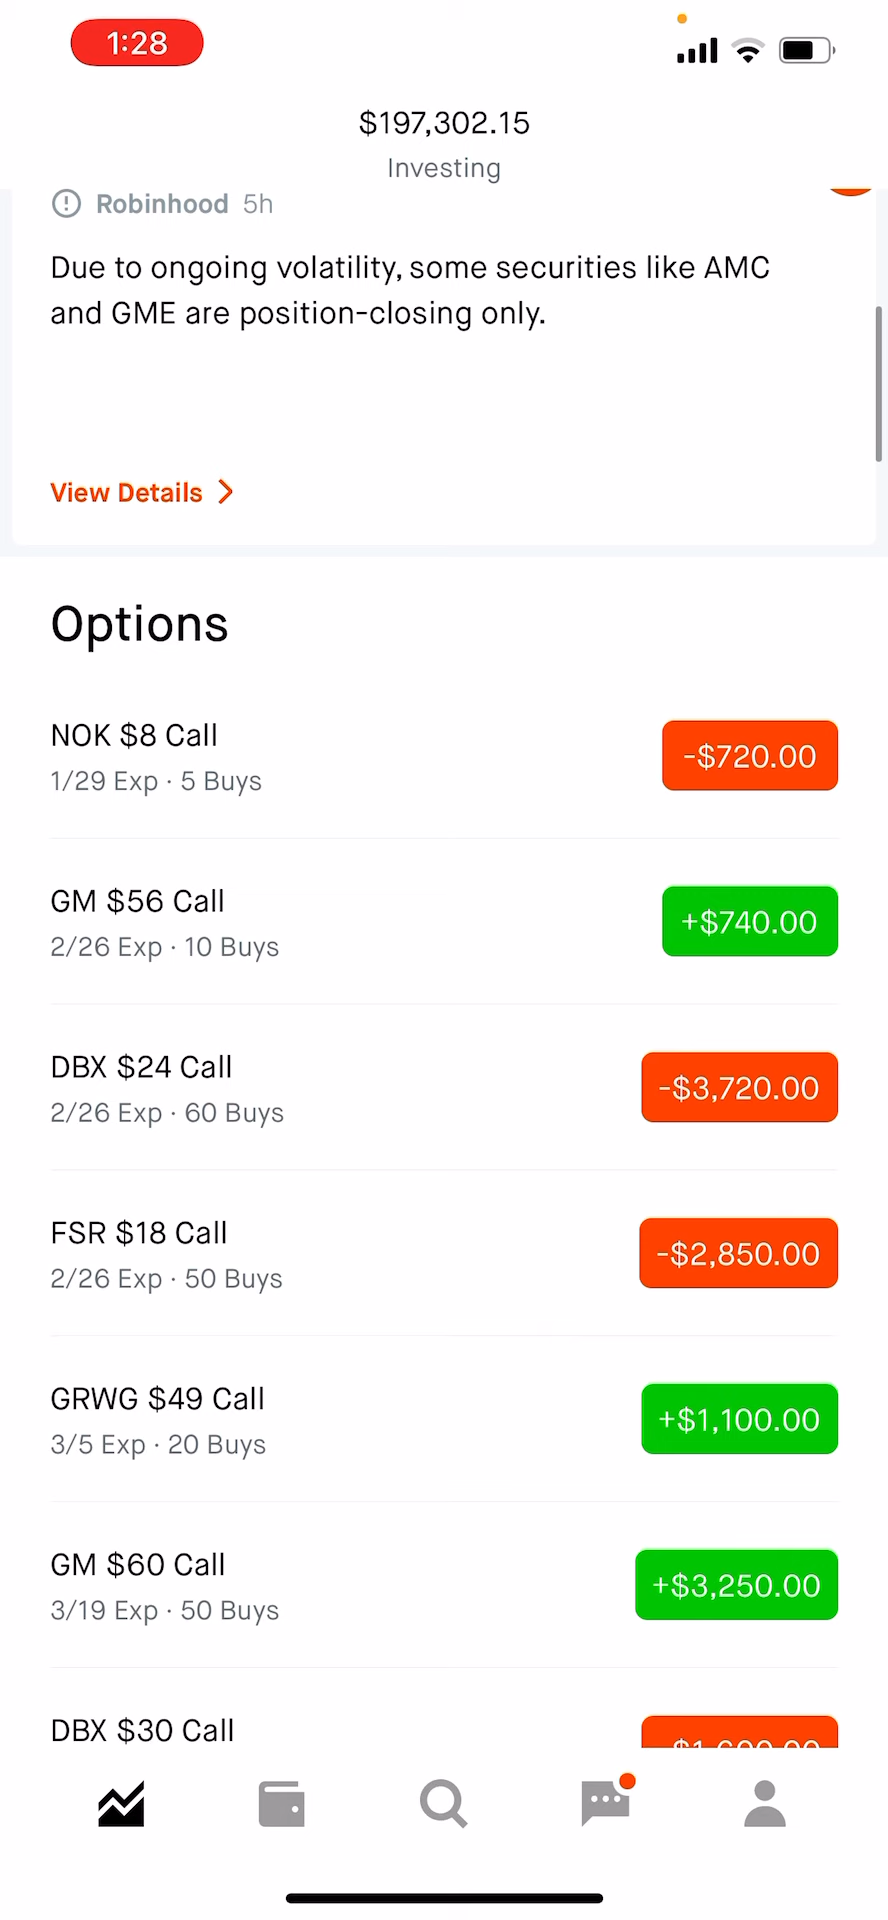 1:28
$197,302.15
Investing
Robinhood 5h
Due to ongoing volatility, some securities like AMC
and GME are position-closing only.
View Details
Options
NOK $8 Call
-$720.00
1/29 Exp · 5 Buys
GM $56 Call
+$740.00
2/26 Exp · 10 Buys
DBX $24 Call
-$3,720.00
2/26 Exp · 60 Buys
FSR $18 Call
-$2,850.00
2/26 Exp · 50 Buys
GRWG $49 Call
+$1,100.00
3/5 Exp · 20 Buys
GM $60 Call
+$3,250.00
3/19 Exp · 50 Buys
DBX $30 Call